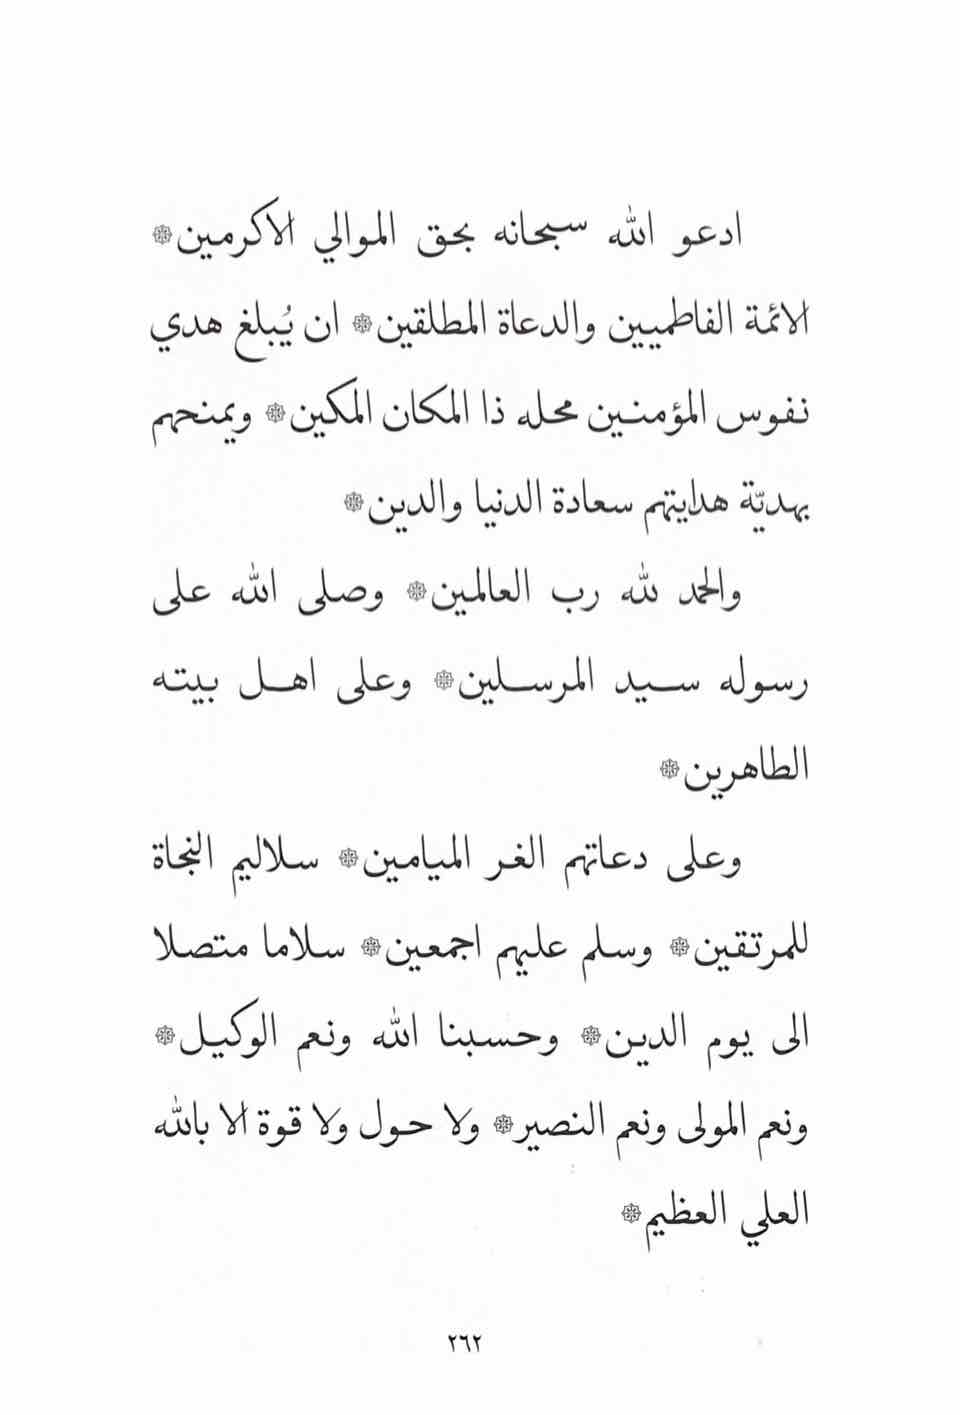 ادعو الله سبحانه بحق الموالي الاكرمين۞
الائمة الفاطميين والدعاة المطلقين۞ ان يُبلغ هدي
نفوس المؤمنين محله ذا المكان المكين۞ ويمنحهم
بهديّة هدايتهم سعادة الدنيا والدين۞
والحمد لله رب العالمين۞ وصلى الله على
رسوله سيد المرسلين۞ وعلى اهل بيته
الطاهرين۞
وعلى دعاتهم الغر الميامين۞ سلاليم النجاة
للمرتقين۞ وسلم عليهم اجمعين۞ سلاما متصلا
الى يوم الدين۞ وحسبنا الله ونعم الوكيل۞
ونعم المولى ونعم النصير۞ ولا حول ولا قوة الا بالله
العلي العظيم۞
٢٦٢